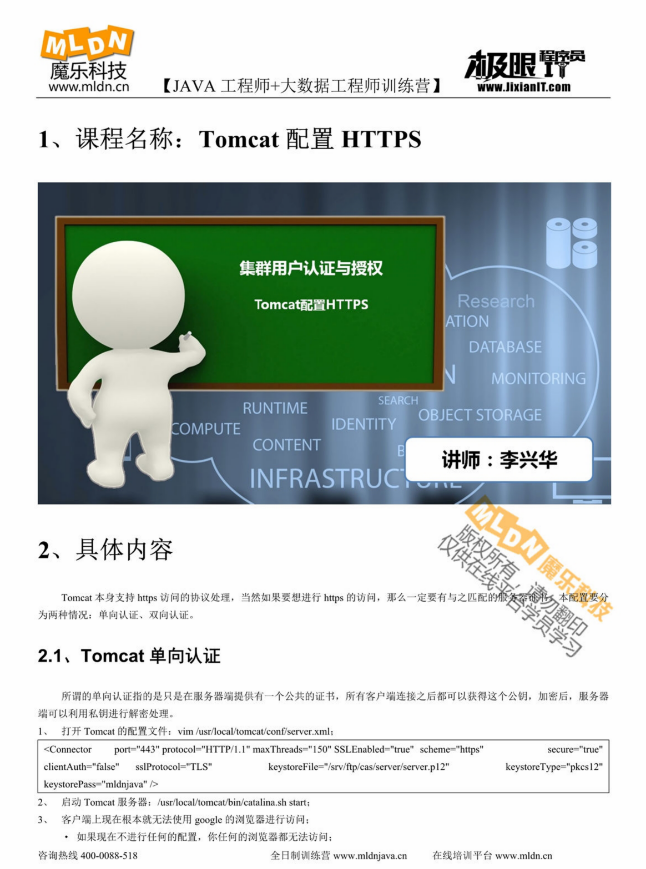 MLDN
魔乐科技
www.mldn.cn
【JAVA 工程师+大数据工程师训练营】
极限IT程序员
www.JixianIT.com
1、课程名称：Tomcat 配置 HTTPS
集群用户认证与授权
Tomcat配置HTTPS
Research
ATION
DATABASE
N
MONITORING
SEARCH
RUNTIME
OBJECT STORAGE
IDENTITY
COMPUTE
CONTENT
B
讲师：李兴华
INFRASTRUCTURE
2、具体内容
MLDN 魔乐科技
版权所有，请勿翻印
仅供在线平台学员学习
Tomcat 本身支持 https 访问的协议处理，当然如果要想进行 https 的访问，那么一定要有与之匹配的服务器证书，本配置要分
为两种情况：单向认证、双向认证。
2.1、Tomcat 单向认证
所谓的单向认证指的是只是在服务器端提供有一个公共的证书，所有客户端连接之后都可以获得这个公钥，加密后，服务器
端可以利用私钥进行解密处理。
1、 打开 Tomcat 的配置文件：vim /usr/local/tomcat/conf/server.xml；
<Connector port="443" protocol="HTTP/1.1" maxThreads="150" SSLEnabled="true" scheme="https" secure="true"
clientAuth="false" sslProtocol="TLS" keystoreFile="/srv/ftp/cas/server/server.p12" keystoreType="pkcs12"
keystorePass="mldnjava" />
2、 启动 Tomcat 服务器：/usr/local/tomcat/bin/catalina.sh start；
3、 客户端上现在根本就无法使用 google 的浏览器进行访问；
· 如果现在不进行任何的配置，你任何的浏览器都无法访问；
咨询热线 400-0088-518 全日制训练营 www.mldnjava.cn 在线培训平台 www.mldn.cn